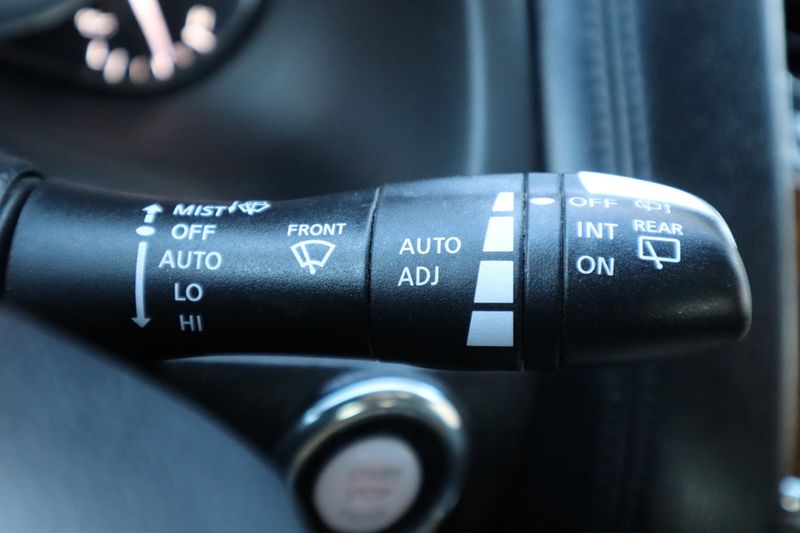 MIST
OFF
AUTO
LO
HI
FRONT
AUTO
ADJ
OFF
INT
ON
REAR